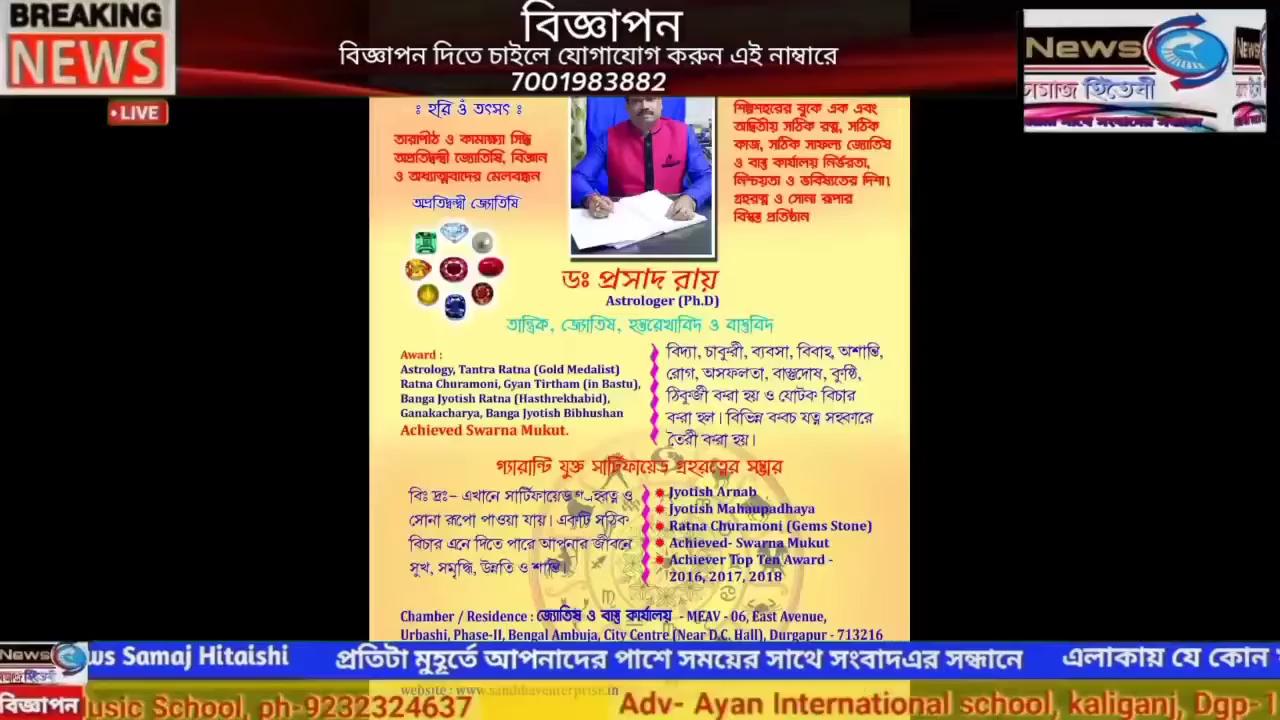 BREAKING
NEWS
• LIVE
বিজ্ঞাপন
বিজ্ঞাপন দিতে চাইলে যোগাযোগ করুন এই নাম্বারে
7001983882
News
সমাজ হিতৈষী
ঃ হরি ওঁ তৎসৎ ঃ
তারাপীঠ ও কামাক্ষ্যা সিদ্ধি
অপ্রতিদ্বন্দ্বী জ্যোতিষি, বিজ্ঞান
ও অধ্যাত্মবাদের মেলবন্ধন
অপ্রতিদ্বন্দ্বী জ্যোতিষি
শিল্পশহরের বুকে এক এবং
অদ্বিতীয় সঠিক রত্ন, সঠিক
কাজ, সঠিক সাফল্য জ্যোতিষ
ও বাস্তু কার্যালয় নির্ভরতা,
নিশ্চয়তা ও ভবিষ্যতের দিশা।
গ্রহরত্ন ও সোনা রূপার
বিশ্বস্ত প্রতিষ্ঠান
ডঃ প্রসাদ রায়
Astrologer (Ph.D)
তান্ত্রিক, জ্যোতিষ, হস্তরেখাবিদ ও বাস্তুবিদ
Award :
Astrology, Tantra Ratna (Gold Medalist)
Ratna Churamoni, Gyan Tirtham (in Bastu),
Banga Jyotish Ratna (Hasthrekhabid),
Ganakacharya, Banga Jyotish Bibhushan
Achieved Swarna Mukut.
বিদ্যা, চাকুরী, ব্যবসা, বিবাহ, অশান্তি,
রোগ, অসফলতা, বাস্তুদোষ, কুষ্ঠি,
ঠিকুজী করা হয় ও যোটক বিচার
করা হল। বিভিন্ন কবচ যত্ন সহকারে
তৈরী করা হয়।
গ্যারান্টি যুক্ত সার্টিফায়েড গ্রহরত্নের সম্ভার
বিঃ দ্রঃ- এখানে সার্টিফায়েড গ্রহরত্ন ও
সোনা রূপো পাওয়া যায়। একটি সঠিক
বিচার এনে দিতে পারে আপনার জীবনে
সুখ, সমৃদ্ধি, উন্নতি ও শান্তি।
Jyotish Arnab
Jyotish Mahaupadhaya
Ratna Churamoni (Gems Stone)
Achieved- Swarna Mukut
Achiever Top Ten Award -
2016, 2017, 2018
Chamber / Residence : জ্যোতিষ ও বাস্তু কার্যালয় - MEAV - 06, East Avenue,
Urbashi, Phase-II, Bengal Ambuja, City Centre (Near D.C. Hall), Durgapur - 713216
News
ws Samaj Hitaishi প্রতিটা মুহূর্তে আপনাদের পাশে সময়ের সাথে সংবাদএর সন্ধানে এলাকায় যে কোন
website : www.sandhaventerprise.in
বিজ্ঞাপন
usic School, ph-9232324637 Adv- Ayan International school, kaliganj, Dgp-1